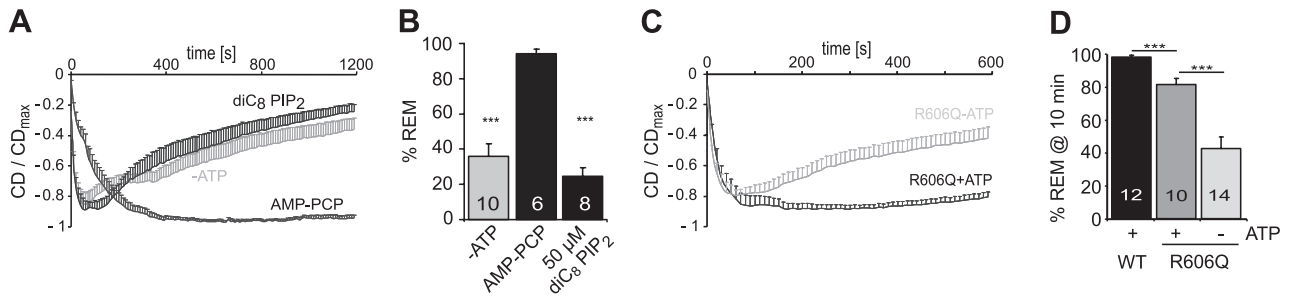 A
time [s]
0 400 800 1200
0
- 0.2
- 0.4
- 0.6
- 0.8
- 1
CD / CDmax
diC8 PIP2
-ATP
AMP-PCP
B
100
80
60
40
20
0
% REM
***
***
10
6
8
-ATP
AMP-PCP
50 µM
diC8 PIP2
C
time [s]
0 200 400 600
0
- 0.2
- 0.4
- 0.6
- 0.8
- 1
CD / CDmax
R606Q-ATP
R606Q+ATP
D
100
80
60
40
20
0
% REM @ 10 min
***
***
12
10
14
+ + - ATP
WT R606Q